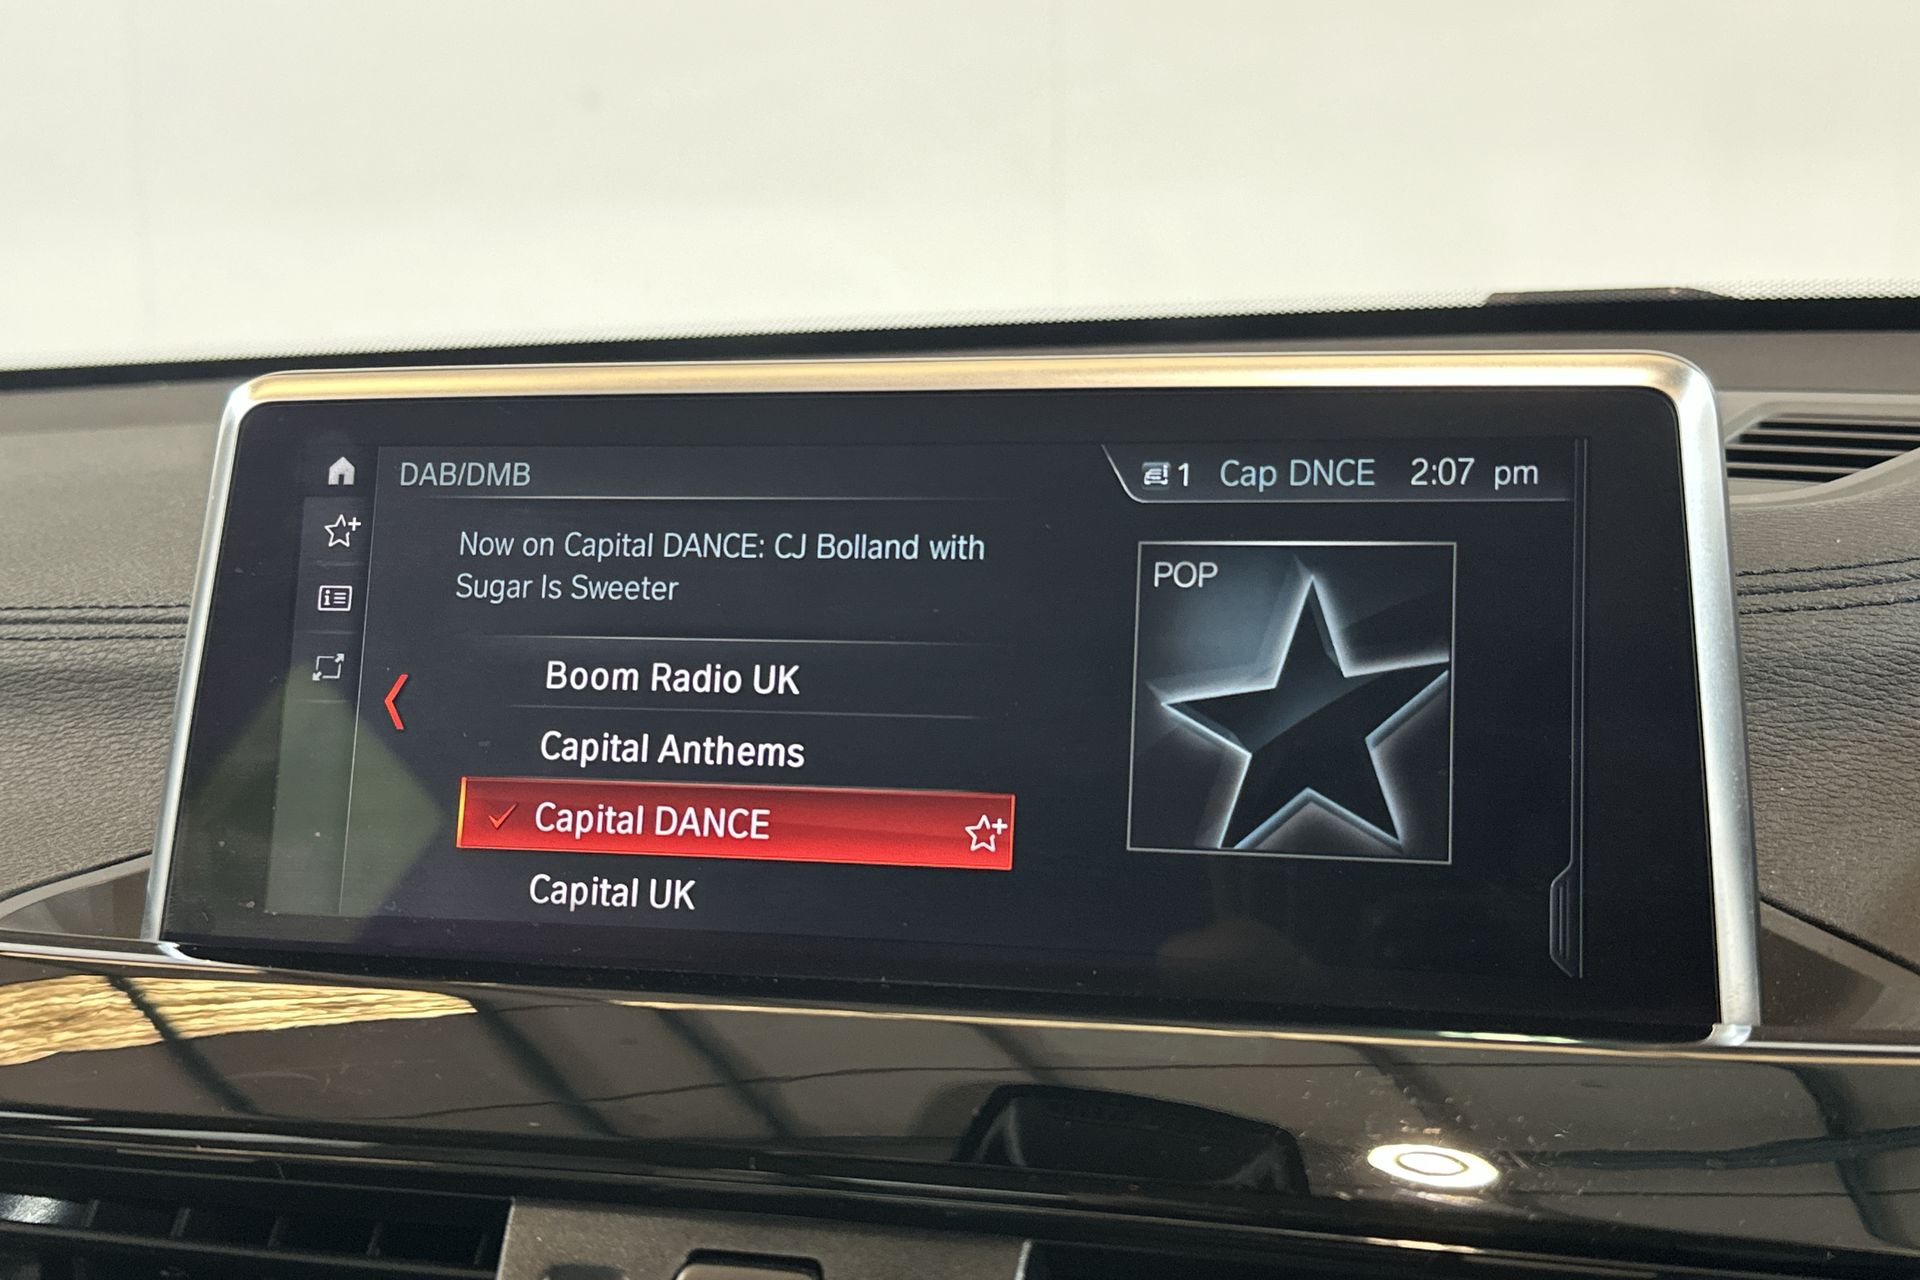 DAB/DMB
1 Cap DNCE 2:07 pm
Now on Capital DANCE: CJ Bolland with
Sugar Is Sweeter
POP
Boom Radio UK
Capital Anthems
Capital DANCE
Capital UK